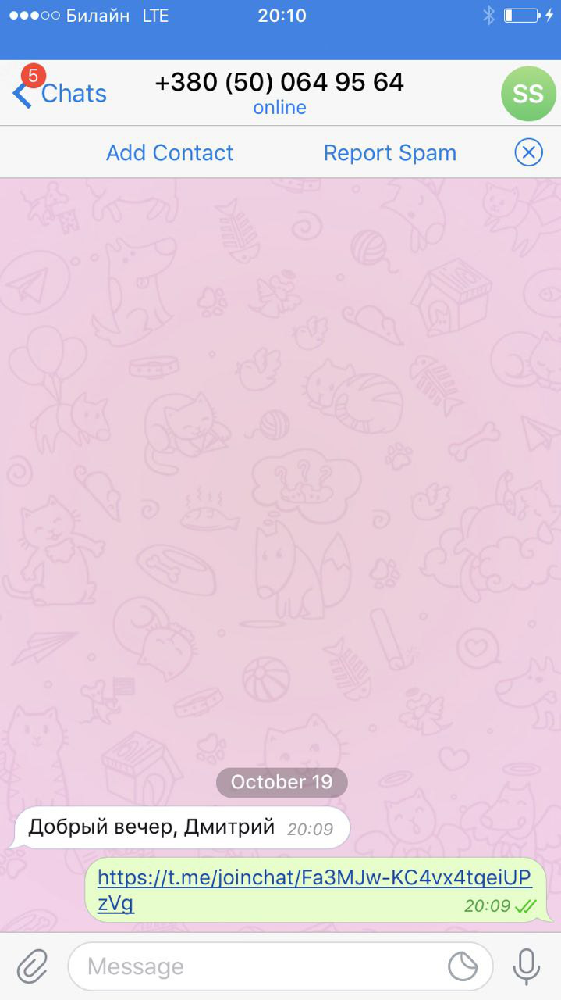 Билайн LTE 20:10
5
Chats
+380 (50) 064 95 64
online
SS
Add Contact Report Spam
October 19
Добрый вечер, Дмитрий 20:09
https://t.me/joinchat/Fa3MJw-KC4vx4tqeiUP
zVg 20:09
Message